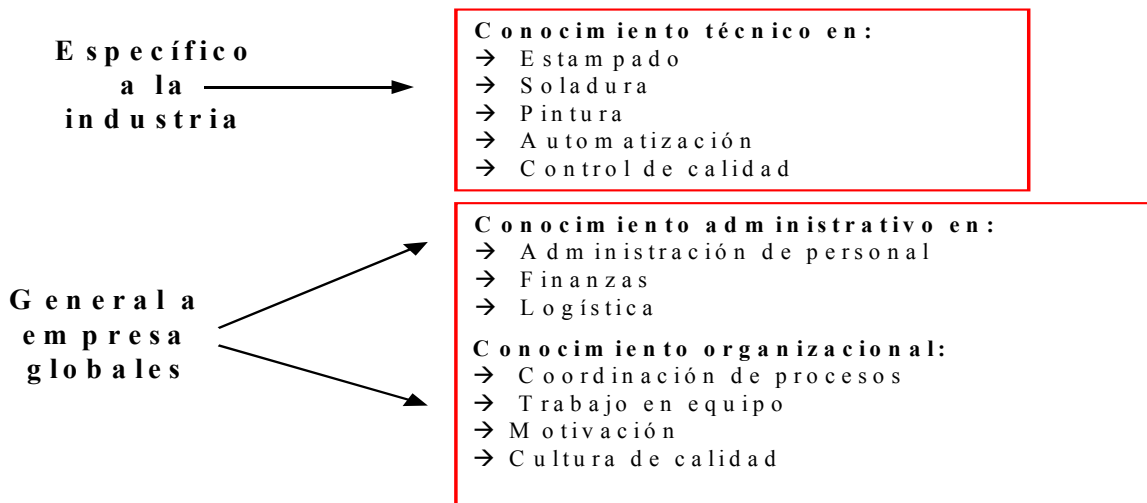 Específico
a la
industria
Conocimiento técnico en:
→ Estampado
→ Soladura
→ Pintura
→ Automatización
→ Control de calidad
General a
empresa
globales
Conocimiento administrativo en:
→ Administración de personal
→ Finanzas
→ Logística
Conocimiento organizacional:
→ Coordinación de procesos
→ Trabajo en equipo
→ Motivación
→ Cultura de calidad